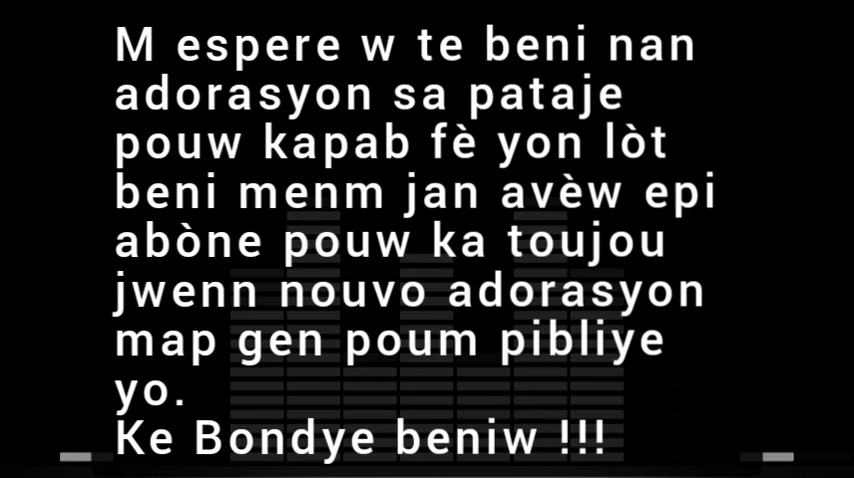 M espere w te beni nan
adorasyon sa pataje
pouw kapab fè yon lòt
beni menm jan avèw epi
abòne pouw ka toujou
jwenn nouvo adorasyon
map gen poum pibliye
yo.
Ke Bondye beniw !!!